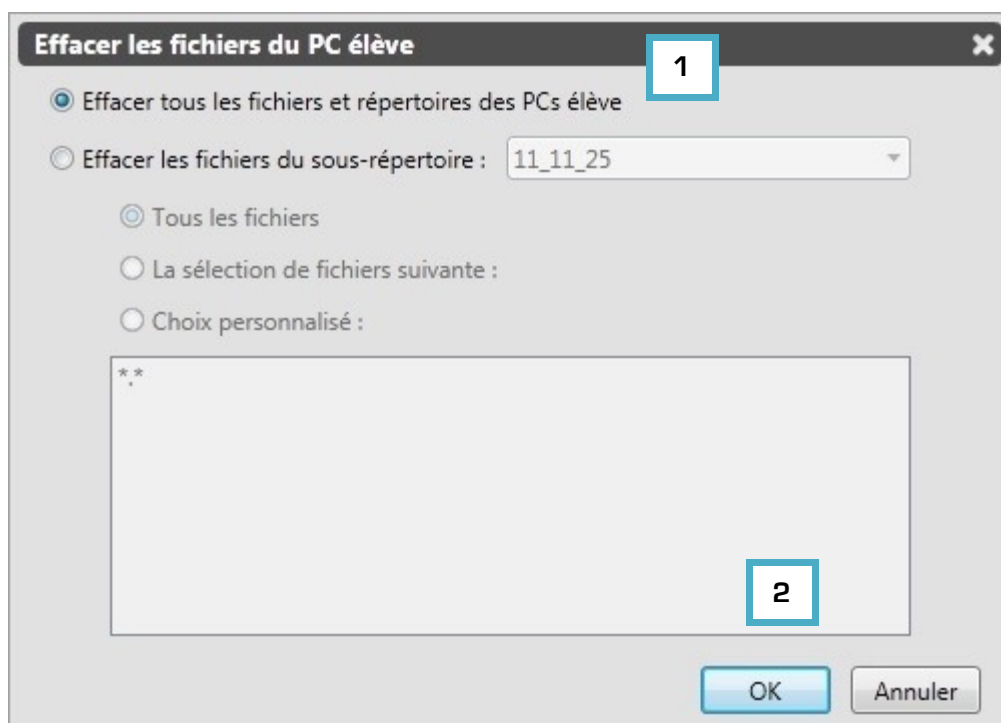 Effacer les fichiers du PC élève
1
Effacer tous les fichiers et répertoires des PCs élève
Effacer les fichiers du sous-répertoire : 11_11_25
Tous les fichiers
La sélection de fichiers suivante :
Choix personnalisé :
*.*
2
OK Annuler